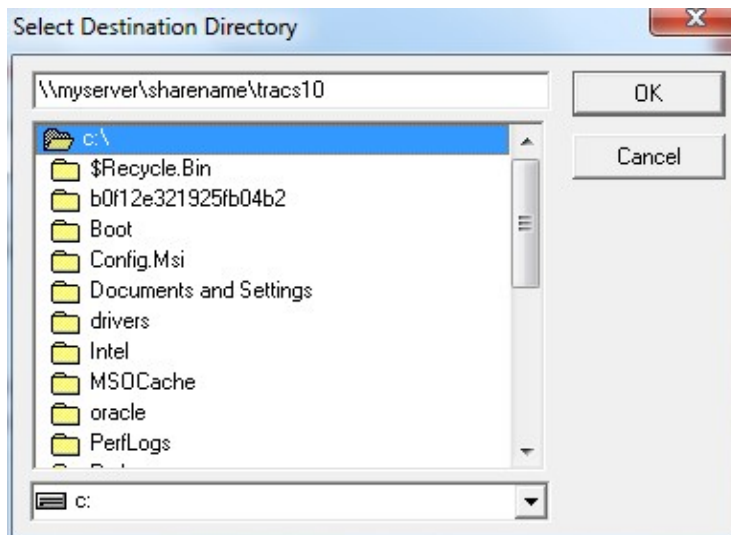 Select Destination Directory
\\myserver\sharename\tracs10
OK
Cancel
c:\
$Recycle.Bin
b0f12e321925fb04b2
Boot
Config.Msi
Documents and Settings
drivers
Intel
MSOCache
oracle
PerfLogs
c: